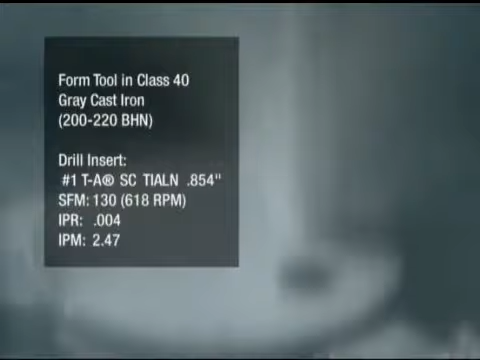 Form Tool in Class 40
Gray Cast Iron
(200-220 BHN)
Drill Insert:
#1 T-A® SC TIALN .854"
SFM: 130 (618 RPM)
IPR: .004
IPM: 2.47